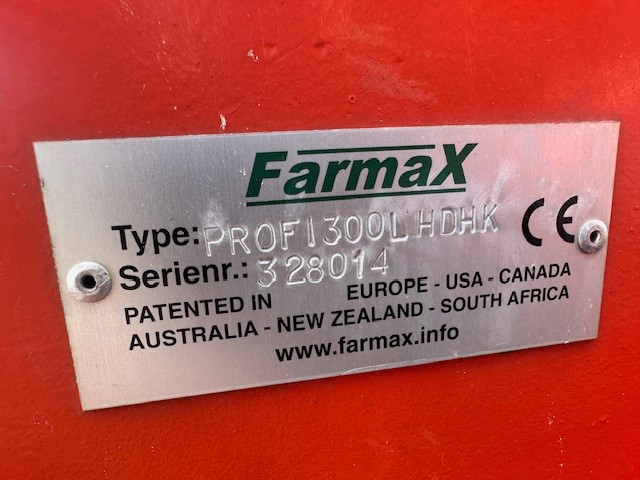 FarmaX
Type: PROFI300LHDHK CE
Serienr.: 328014
PATENTED IN EUROPE - USA - CANADA
AUSTRALIA - NEW ZEALAND - SOUTH AFRICA
www.farmax.info